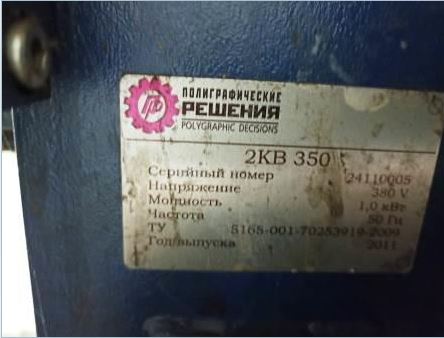 ПОЛИГРАФИЧЕСКИЕ
РЕШЕНИЯ
POLYGRAPHIC DECISIONS
2КВ 350
Серийный номер 24110005
Напряжение 380 V
Мощность 1,0 кВт
Частота 50 Гц
ТУ 5165-001-70253919-2009
Год выпуска 2011